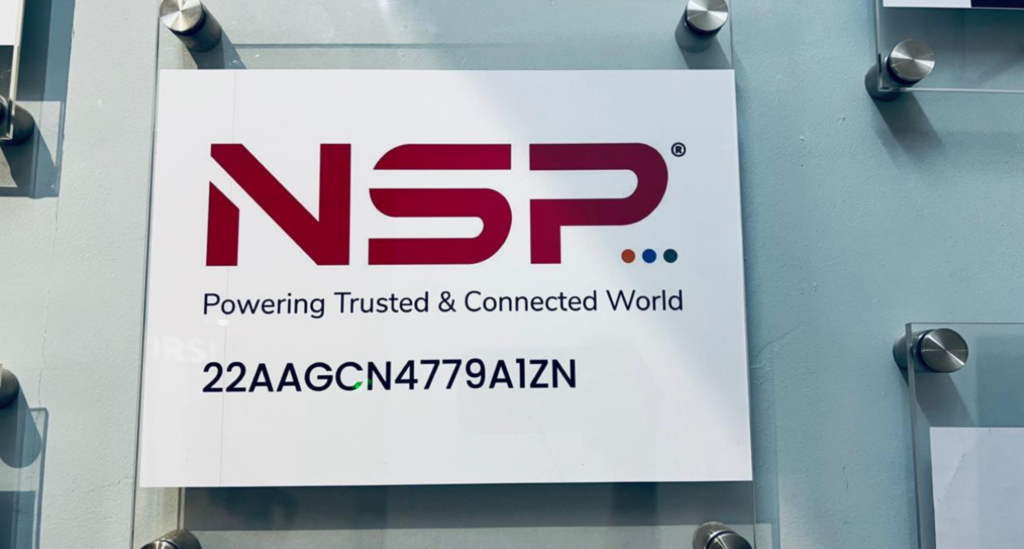 NSP®
Powering Trusted & Connected World
22AAGCN4779A1ZN